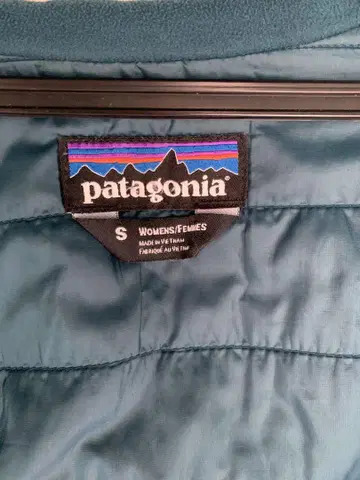 patagonia®
S WOMENS/FEMMES
MADE IN VIETNAM
FABRIQUÉ AU VIETNAM